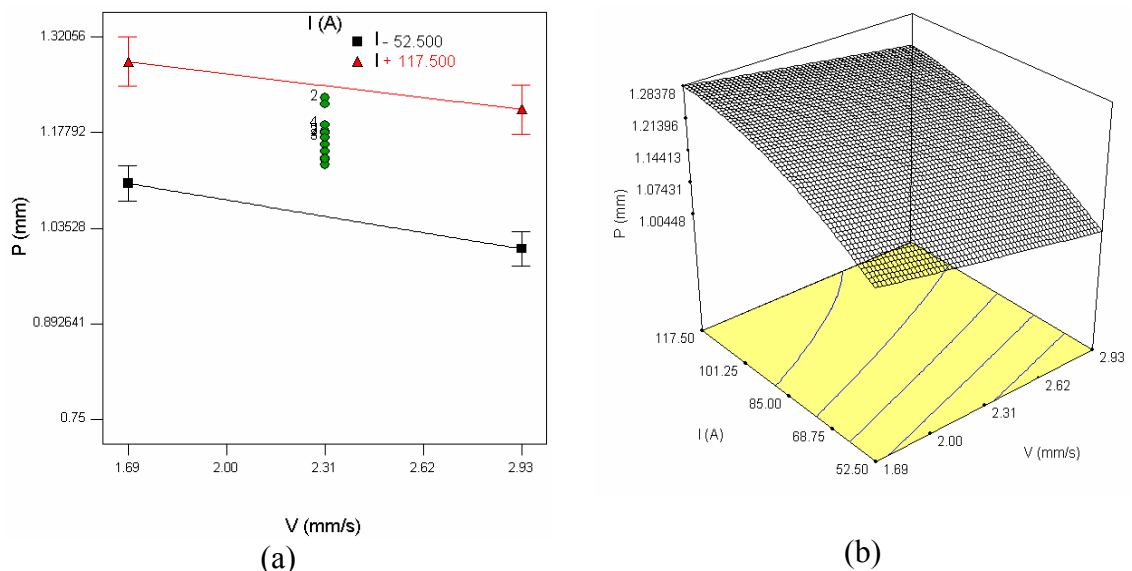 I (A)
I - 52.500
I + 117.500
1.32056
1.17792
1.03528
0.892641
0.75
P (mm)
2
4
1.69
2.00
2.31
2.62
2.93
V (mm/s)
(a)
1.28378
1.21396
1.14413
1.07431
1.00448
P (mm)
117.50
101.25
85.00
68.75
52.50
I (A)
1.69
2.00
2.31
2.62
2.93
V (mm/s)
(b)